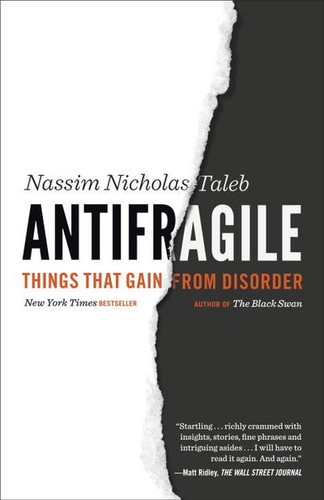 Nassim Nicholas Taleb
ANTIFRAGILE
THINGS THAT GAIN FROM DISORDER
New York Times BESTSELLER AUTHOR OF The Black Swan
“Startling . . . richly crammed with
insights, stories, fine phrases and
intriguing asides . . . I will have to
read it again. And again.”
—Matt Ridley, THE WALL STREET JOURNAL